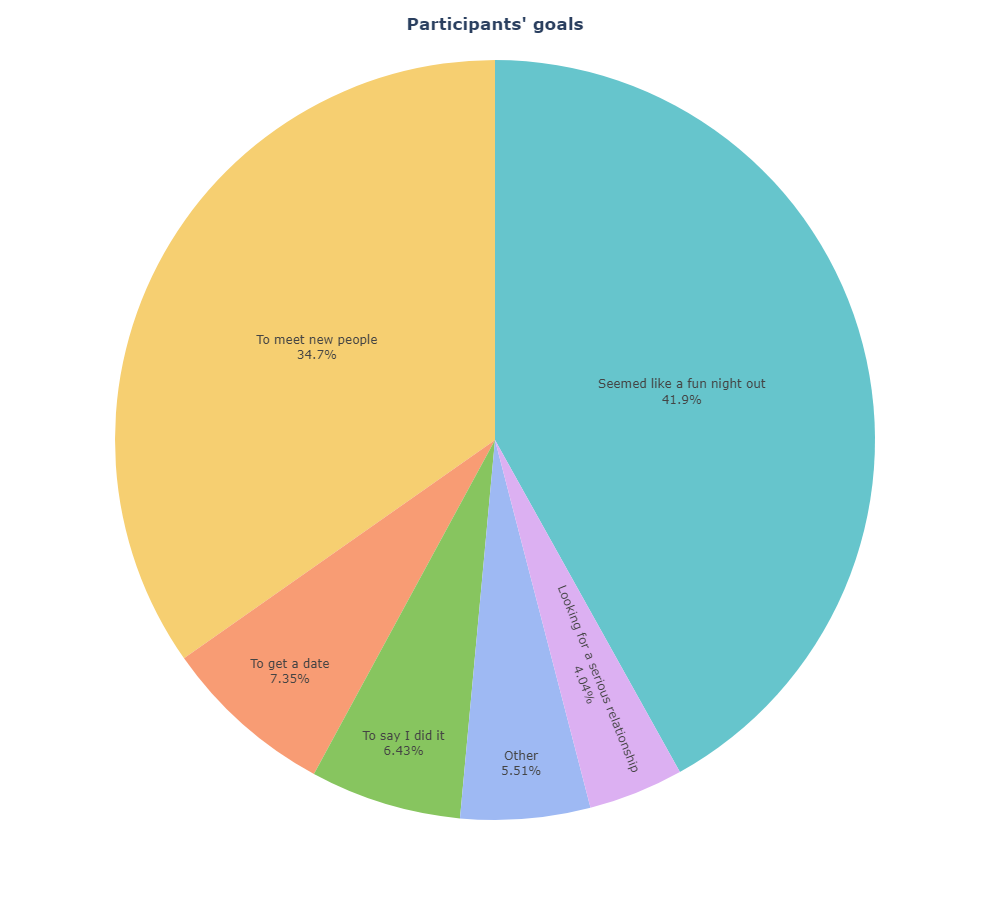 Participants' goals
To meet new people
34.7%
Seemed like a fun night out
41.9%
To get a date
7.35%
To say I did it
6.43%
Other
5.51%
Looking for a serious relationship
4.04%